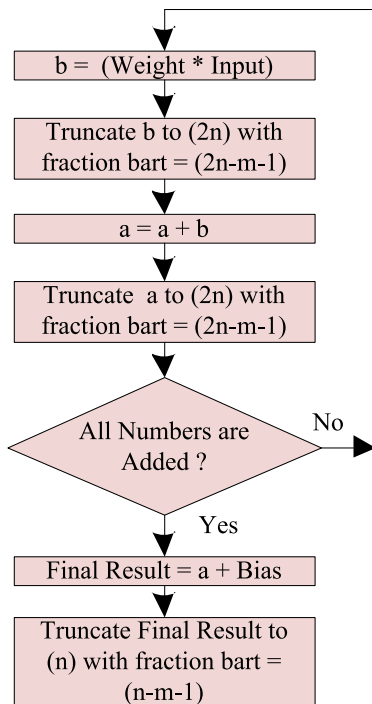 b = (Weight * Input)
Truncate b to (2n) with
fraction bart = (2n-m-1)
a = a + b
Truncate a to (2n) with
fraction bart = (2n-m-1)
All Numbers are
Added ?
No
Yes
Final Result = a + Bias
Truncate Final Result to
(n) with fraction bart =
(n-m-1)